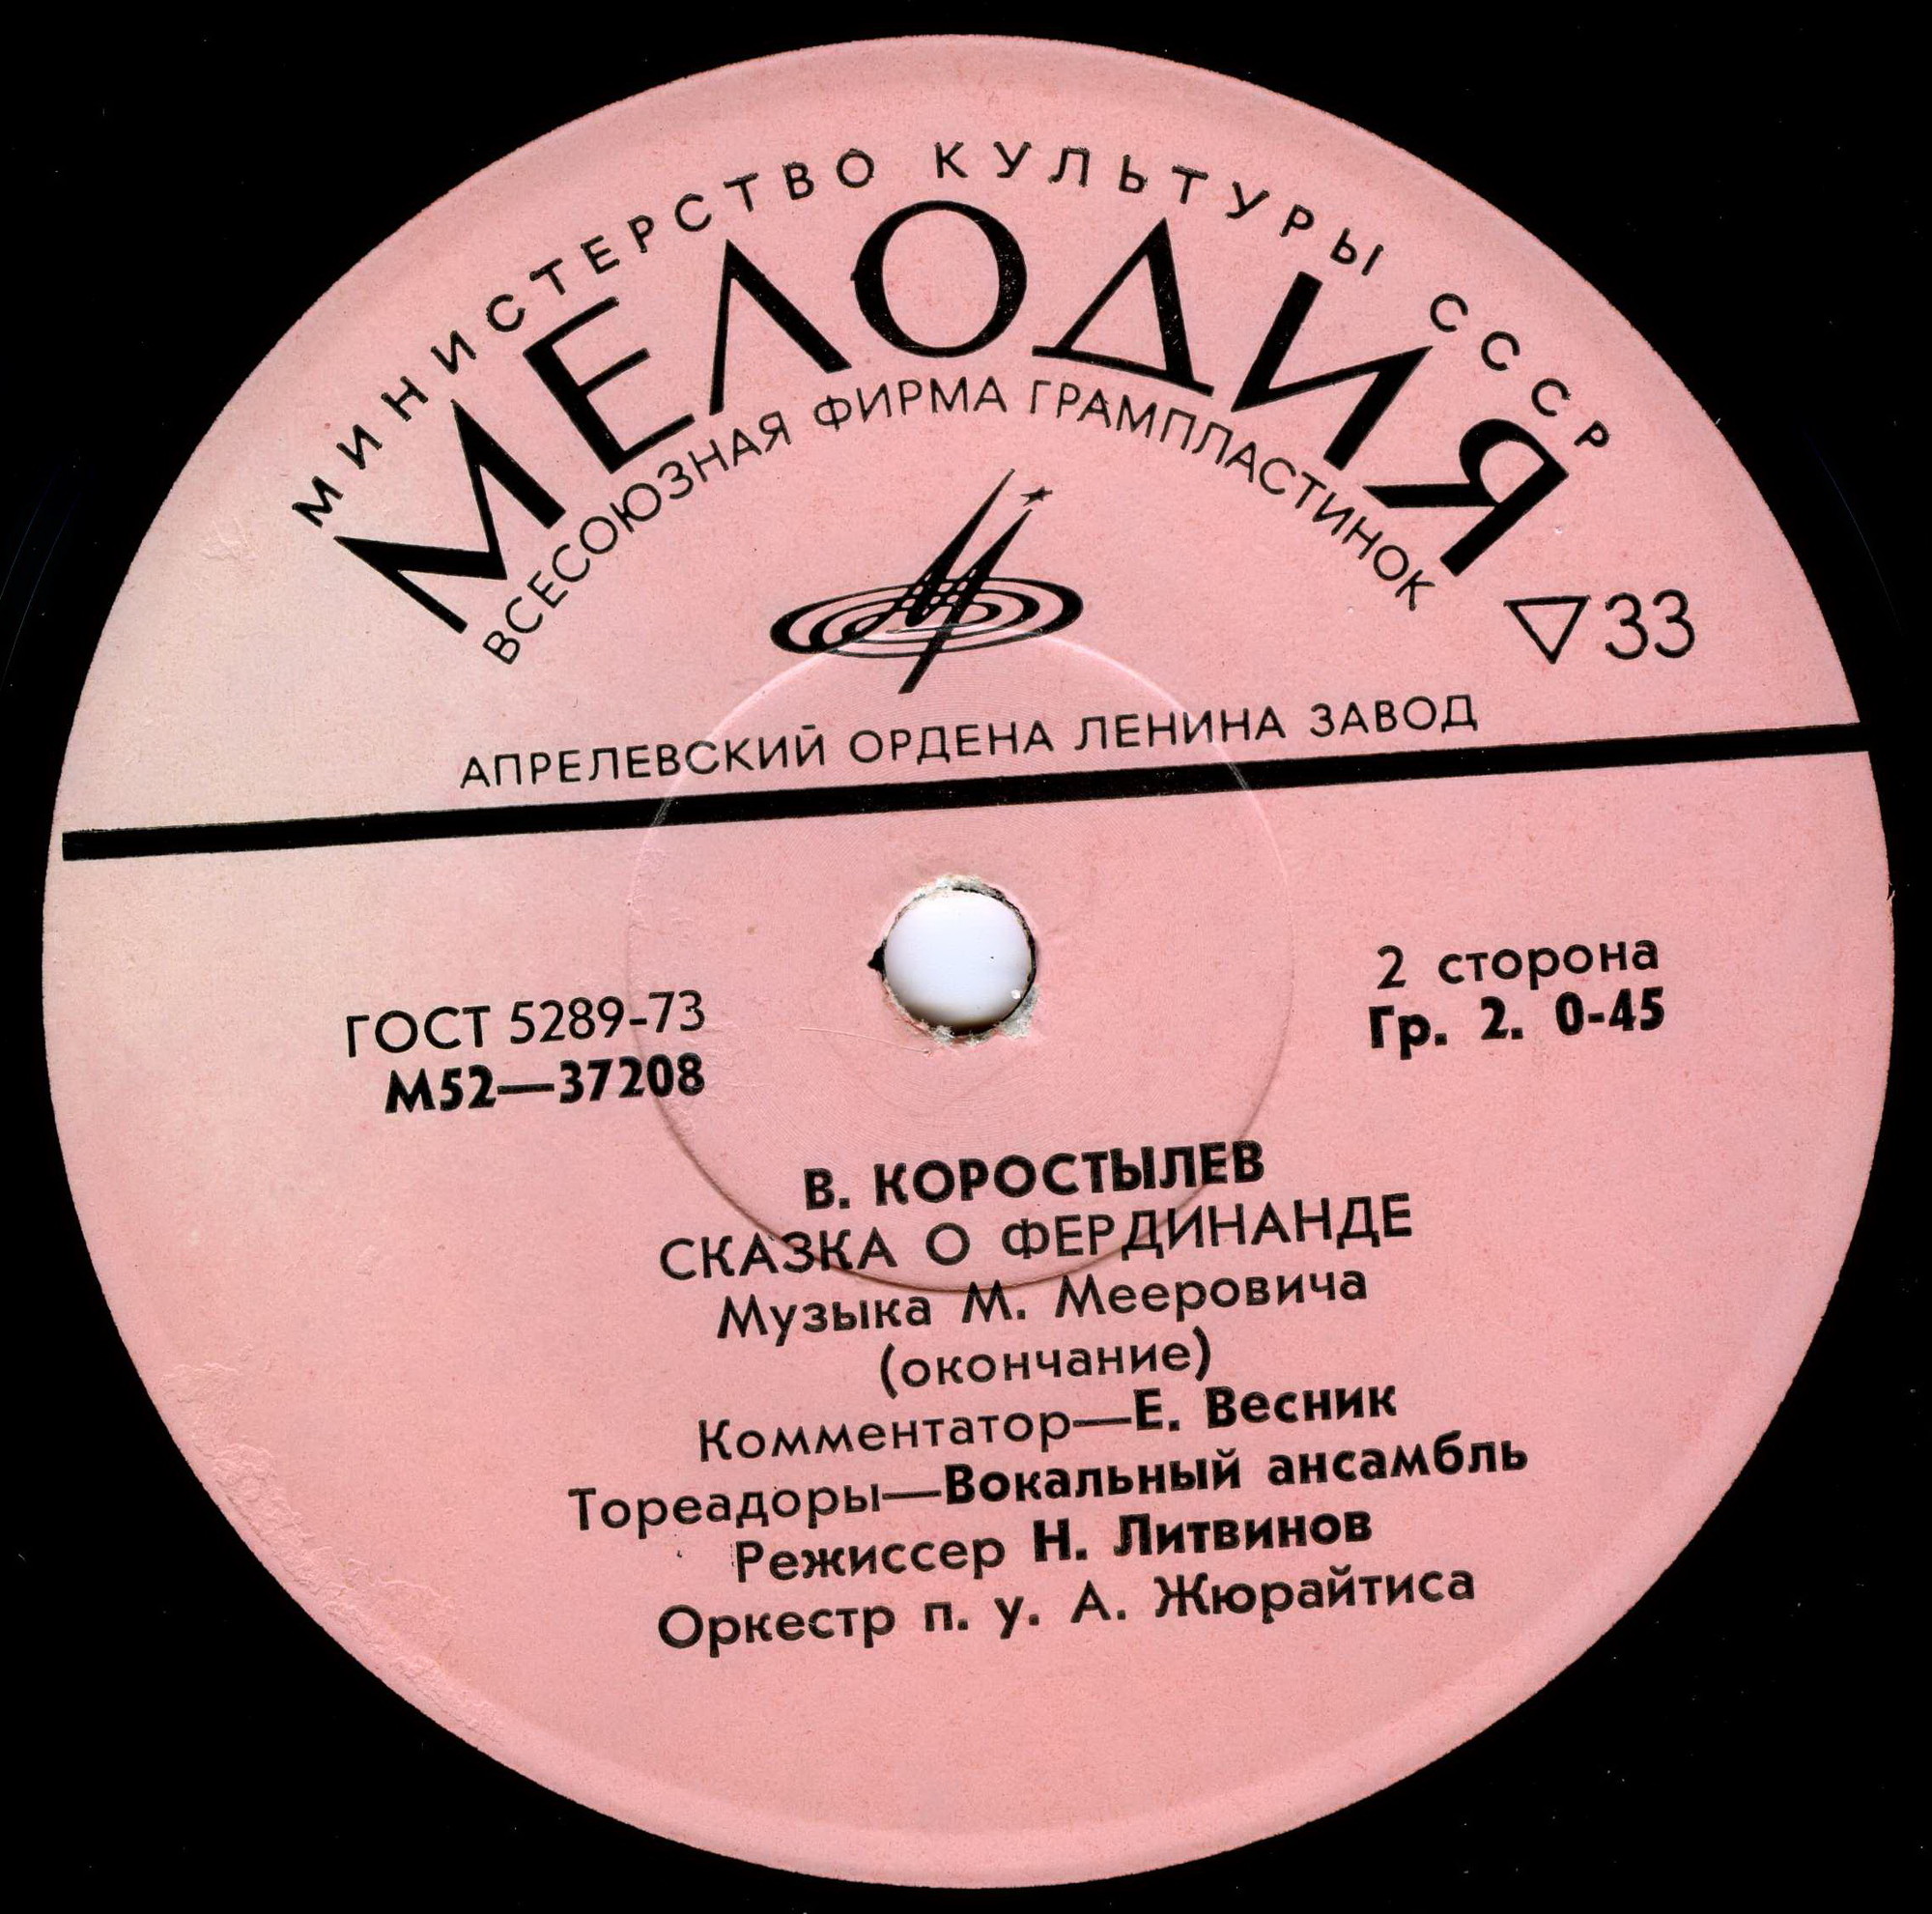 МИНИСТЕРСТВО КУЛЬТУРЫ СССР
МЕЛОДИЯ
ВСЕСОЮЗНАЯ ФИРМА ГРАМПЛАСТИНОК
33
АПРЕЛЕВСКИЙ ОРДЕНА ЛЕНИНА ЗАВОД
ГОСТ 5289-73
М52—37208
2 сторона
Гр. 2. 0-45
В. КОРОСТЫЛЕВ
СКАЗКА О ФЕРДИНАНДЕ
Музыка М. Мееровича
(окончание)
Комментатор—Е. Весник
Тореадоры—Вокальный ансамбль
Режиссер Н. Литвинов
Оркестр п. у. А. Жюрайтиса